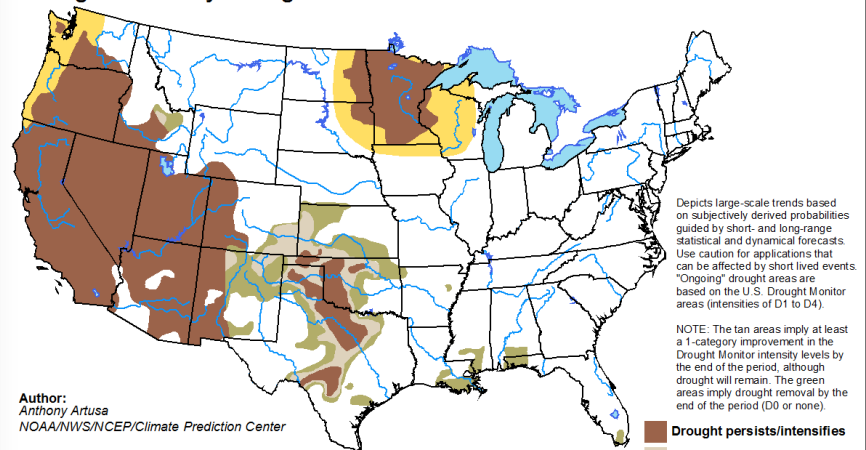 Depicts large-scale trends based
on subjectively derived probabilities
guided by short- and long-range
statistical and dynamical forecasts.
Use caution for applications that
can be affected by short lived events.
"Ongoing" drought areas are
based on the U.S. Drought Monitor
areas (intensities of D1 to D4).
NOTE: The tan areas imply at least
a 1-category improvement in the
Drought Monitor intensity levels by
the end of the period, although
drought will remain. The green
areas imply drought removal by the
end of the period (D0 or none).
Author:
Anthony Artusa
NOAA/NWS/NCEP/Climate Prediction Center
Drought persists/intensifies